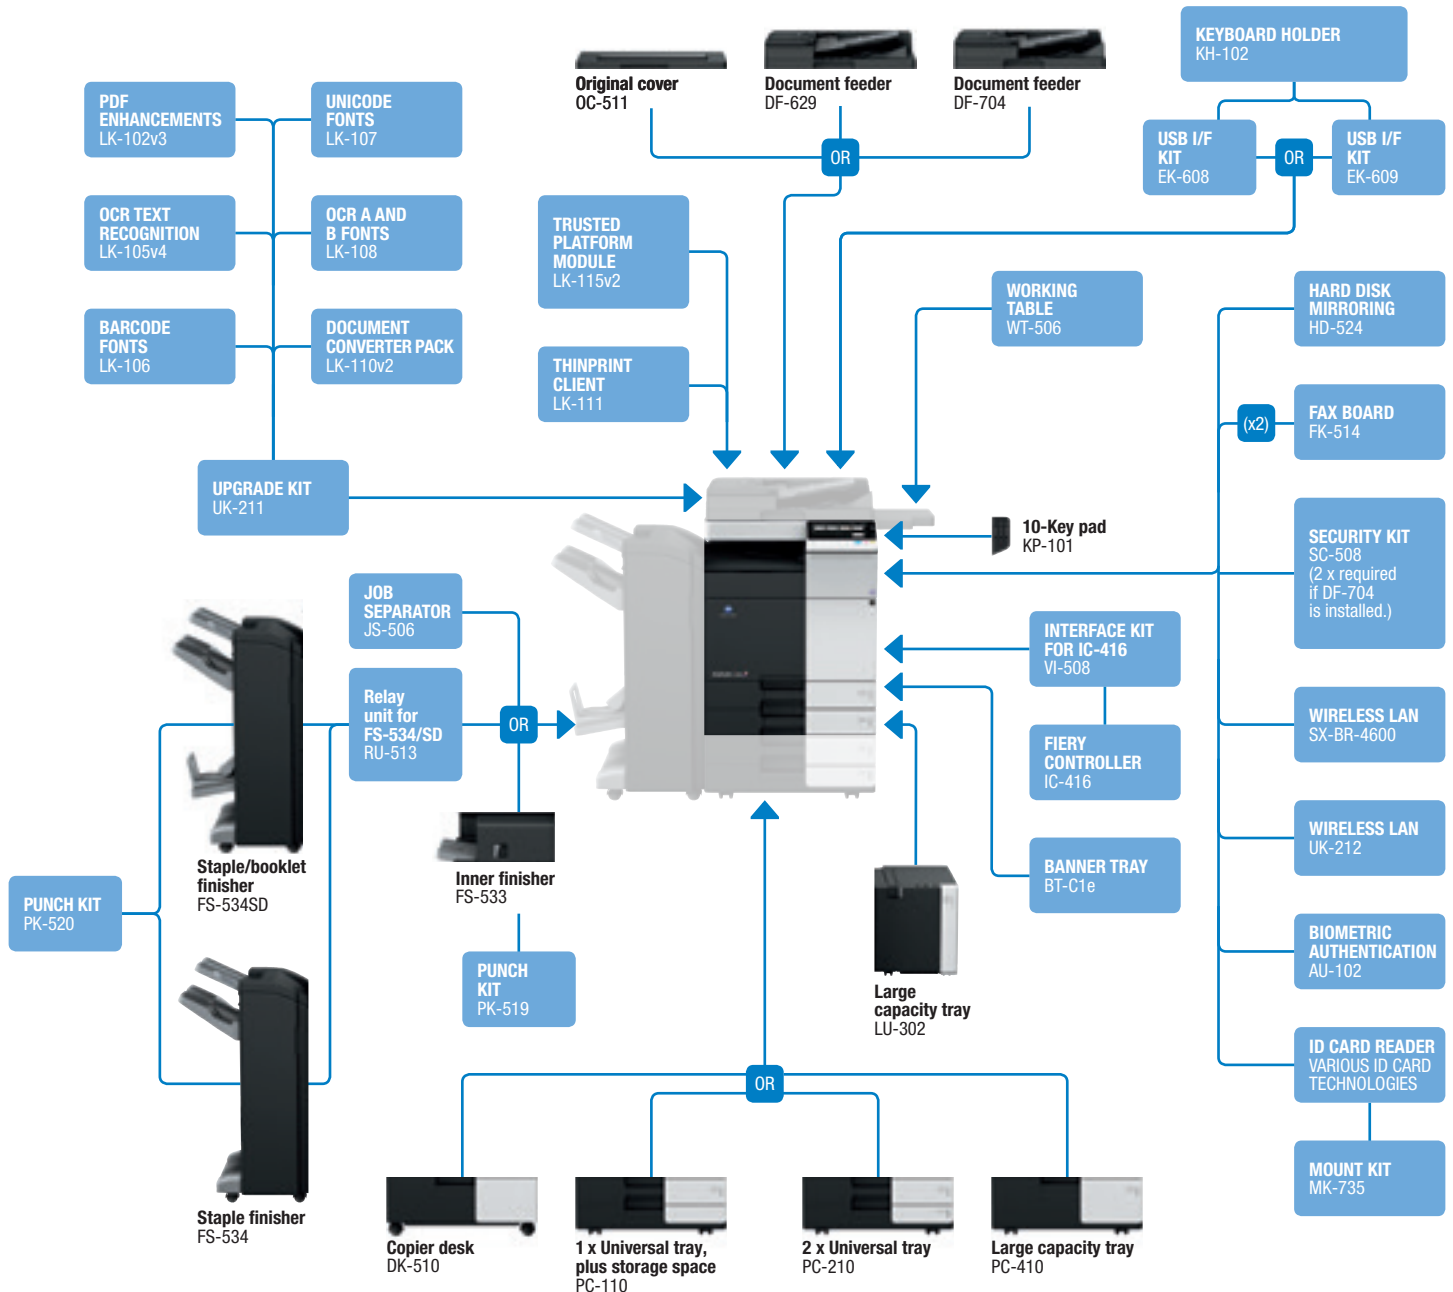 KEYBOARD HOLDER
KH-102
Original cover
OC-511
Document feeder
DF-629
Document feeder
DF-704
PDF
ENHANCEMENTS
LK-102v3
UNICODE
FONTS
LK-107
OR
USB I/F
KIT
EK-608
OR
USB I/F
KIT
EK-609
OCR TEXT
RECOGNITION
LK-105v4
OCR A AND
B FONTS
LK-108
TRUSTED
PLATFORM
MODULE
LK-115v2
WORKING
TABLE
WT-506
HARD DISK
MIRRORING
HD-524
BARCODE
FONTS
LK-106
DOCUMENT
CONVERTER PACK
LK-110v2
THINPRINT
CLIENT
LK-111
(x2)
FAX BOARD
FK-514
UPGRADE KIT
UK-211
10-Key pad
KP-101
SECURITY KIT
SC-508
(2 x required
if DF-704
is installed.)
JOB
SEPARATOR
JS-506
INTERFACE KIT
FOR IC-416
VI-508
Relay
unit for
FS-534/SD
RU-513
OR
WIRELESS LAN
SX-BR-4600
FIERY
CONTROLLER
IC-416
WIRELESS LAN
UK-212
Staple/booklet
finisher
FS-534SD
Inner finisher
FS-533
BANNER TRAY
BT-C1e
PUNCH KIT
PK-520
BIOMETRIC
AUTHENTICATION
AU-102
PUNCH
KIT
PK-519
Large
capacity tray
LU-302
ID CARD READER
VARIOUS ID CARD
TECHNOLOGIES
OR
MOUNT KIT
MK-735
Staple finisher
FS-534
Copier desk
DK-510
1 x Universal tray,
plus storage space
PC-110
2 x Universal tray
PC-210
Large capacity tray
PC-410